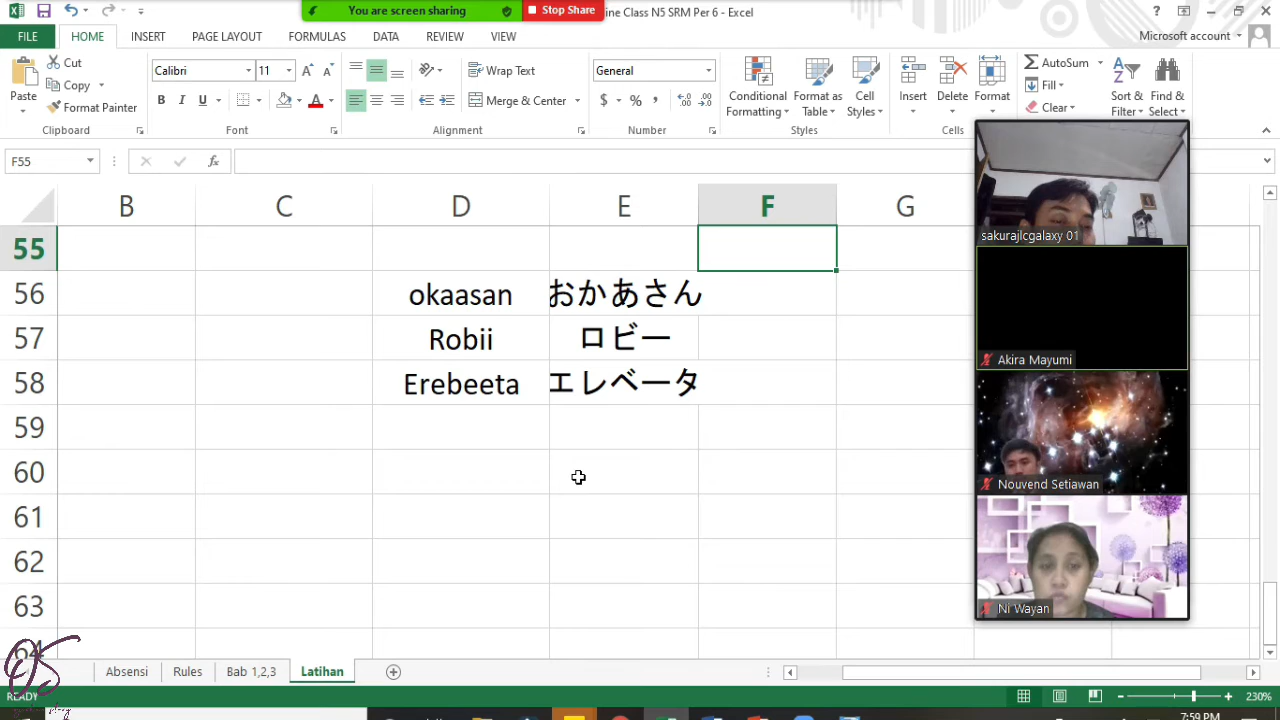 You are screen sharing
Stop Share
ine Class N5 SRM Per 6 - Excel
FILE HOME INSERT PAGE LAYOUT FORMULAS DATA REVIEW VIEW
Microsoft account
Paste
Cut
Copy
Format Painter
Calibri 11
B I U
Wrap Text
Merge & Center
General
$ % ,
Conditional Formatting
Format as Table
Cell Styles
Insert Delete Format
AutoSum
Fill
Clear
Sort & Filter
Find & Select
Clipboard Font Alignment Number Styles Cells
F55 fx
B C D E F G
55
56 okaasan おかあさん
57 Robii ロビー
58 Erebeeta エレベータ
59
60
61
62
63
64
sakurajlcgalaxy 01
Akira Mayumi
Nouvend Setiawan
Ni Wayan
Absensi Rules Bab 1,2,3 Latihan
READY
230%
7:59 PM